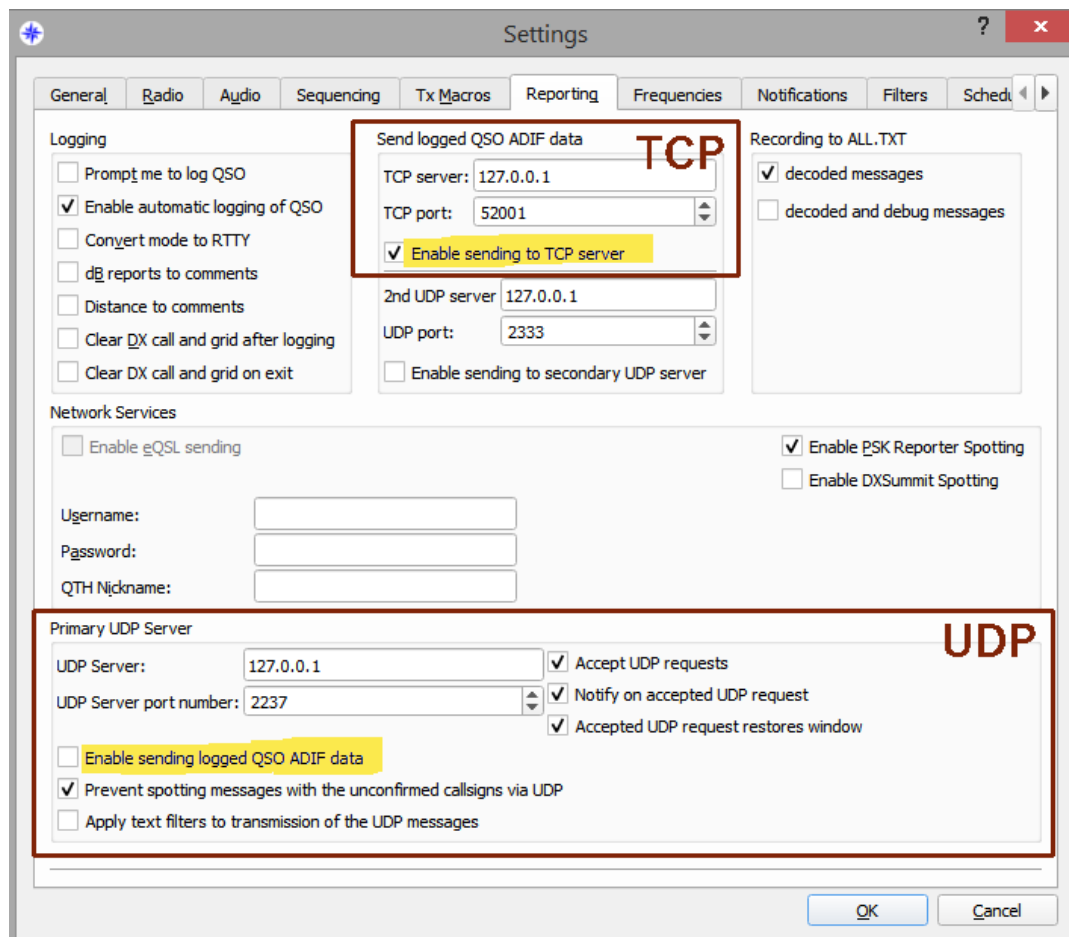 Settings
?
x
General
Radio
Audio
Sequencing
Tx Macros
Reporting
Frequencies
Notifications
Filters
Schedu
Logging
Prompt me to log QSO
Enable automatic logging of QSO
Convert mode to RTTY
dB reports to comments
Distance to comments
Clear DX call and grid after logging
Clear DX call and grid on exit
Send logged QSO ADIF data
TCP
TCP server: 127.0.0.1
TCP port: 52001
Enable sending to TCP server
2nd UDP server 127.0.0.1
UDP port: 2333
Enable sending to secondary UDP server
Recording to ALL.TXT
decoded messages
decoded and debug messages
Network Services
Enable eQSL sending
Enable PSK Reporter Spotting
Enable DXSummit Spotting
Username:
Password:
QTH Nickname:
Primary UDP Server
UDP
UDP Server: 127.0.0.1
UDP Server port number: 2237
Accept UDP requests
Notify on accepted UDP request
Accepted UDP request restores window
Enable sending logged QSO ADIF data
Prevent spotting messages with the unconfirmed callsigns via UDP
Apply text filters to transmission of the UDP messages
OK
Cancel